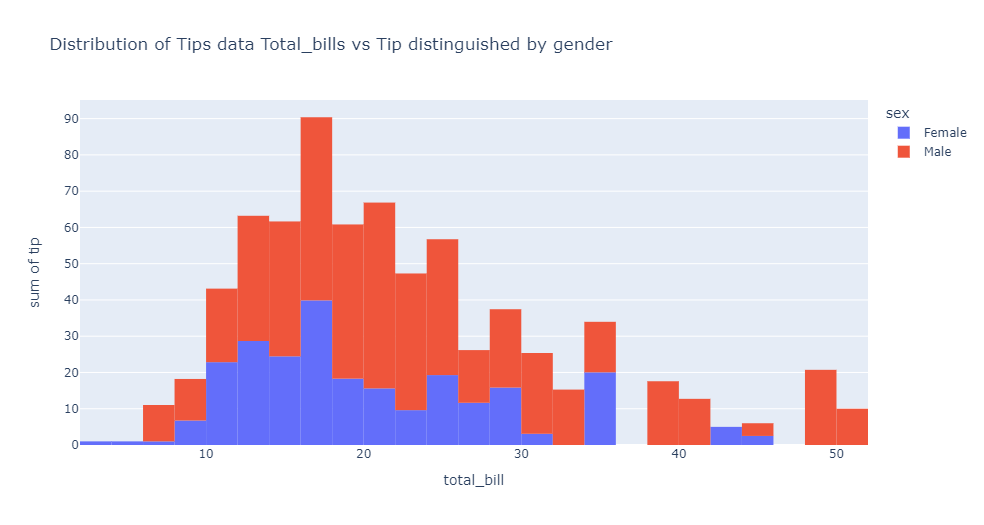 Distribution of Tips data Total_bills vs Tip distinguished by gender
sex
Female
Male
90
80
70
60
50
40
30
20
10
0
sum of tip
10 20 30 40 50
total_bill